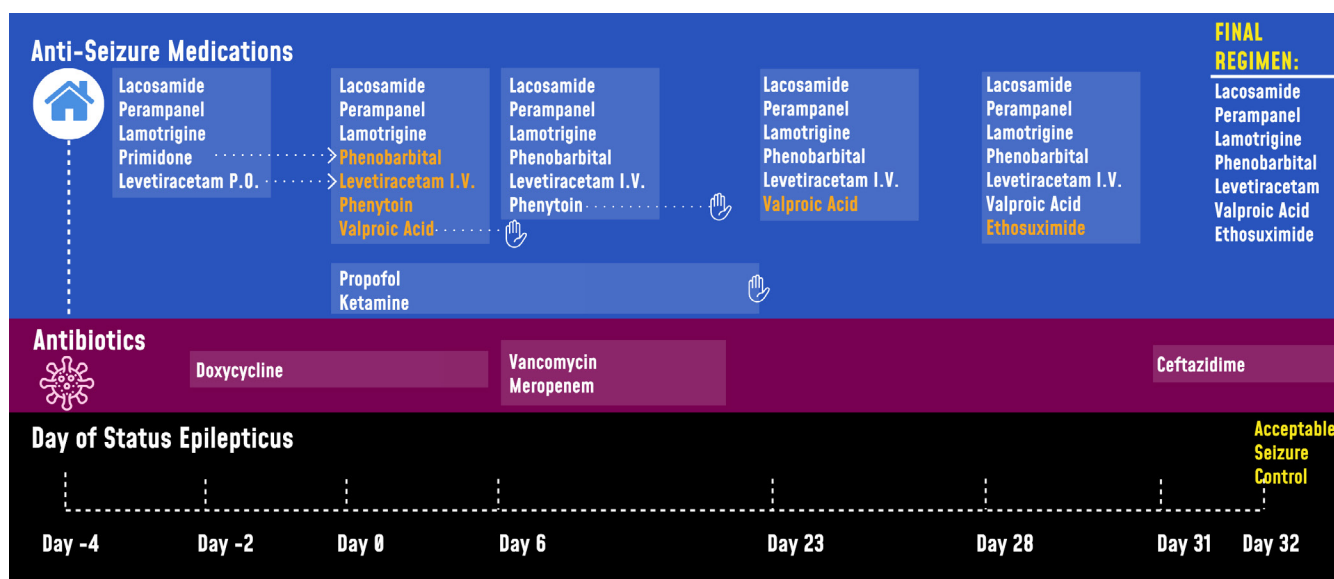 Anti-Seizure Medications
Lacosamide
Perampanel
Lamotrigine
Primidone
Levetiracetam P.O.
Lacosamide
Perampanel
Lamotrigine
Phenobarbital
Levetiracetam I.V.
Phenytoin
Valproic Acid
Propofol
Ketamine
Lacosamide
Perampanel
Lamotrigine
Phenobarbital
Levetiracetam I.V.
Phenytoin
Lacosamide
Perampanel
Lamotrigine
Phenobarbital
Levetiracetam I.V.
Valproic Acid
Lacosamide
Perampanel
Lamotrigine
Phenobarbital
Levetiracetam I.V.
Valproic Acid
Ethosuximide
FINAL
REGIMEN:
Lacosamide
Perampanel
Lamotrigine
Phenobarbital
Levetiracetam
Valproic Acid
Ethosuximide
Antibiotics
Doxycycline
Vancomycin
Meropenem
Ceftazidime
Day of Status Epilepticus
Acceptable
Seizure
Control
Day -4
Day -2
Day 0
Day 6
Day 23
Day 28
Day 31
Day 32